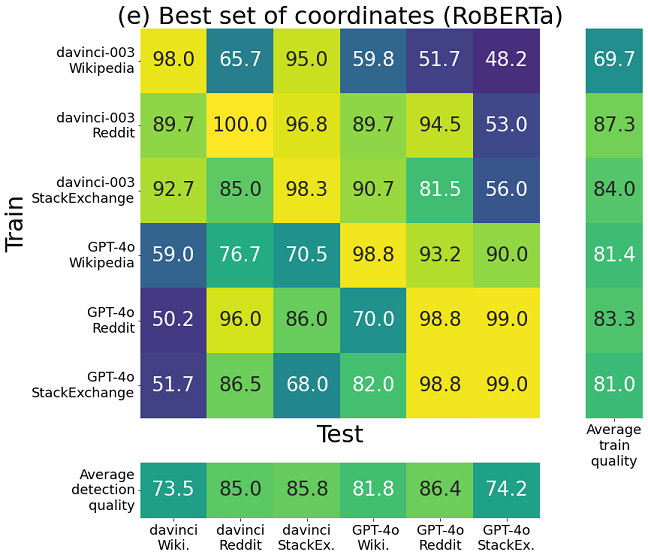 (e) Best set of coordinates (RoBERTa)
Train
davinci-003
Wikipedia
98.0 65.7 95.0 59.8 51.7 48.2 69.7
davinci-003
Reddit
89.7 100.0 96.8 89.7 94.5 53.0 87.3
davinci-003
StackExchange
92.7 85.0 98.3 90.7 81.5 56.0 84.0
GPT-4o
Wikipedia
59.0 76.7 70.5 98.8 93.2 90.0 81.4
GPT-4o
Reddit
50.2 96.0 86.0 70.0 98.8 99.0 83.3
GPT-4o
StackExchange
51.7 86.5 68.0 82.0 98.8 99.0 81.0
Test
Average
train
quality
Average
detection
quality
73.5 85.0 85.8 81.8 86.4 74.2
davinci davinci davinci GPT-4o GPT-4o GPT-4o
Wiki. Reddit StackEx. Wiki. Reddit StackEx.